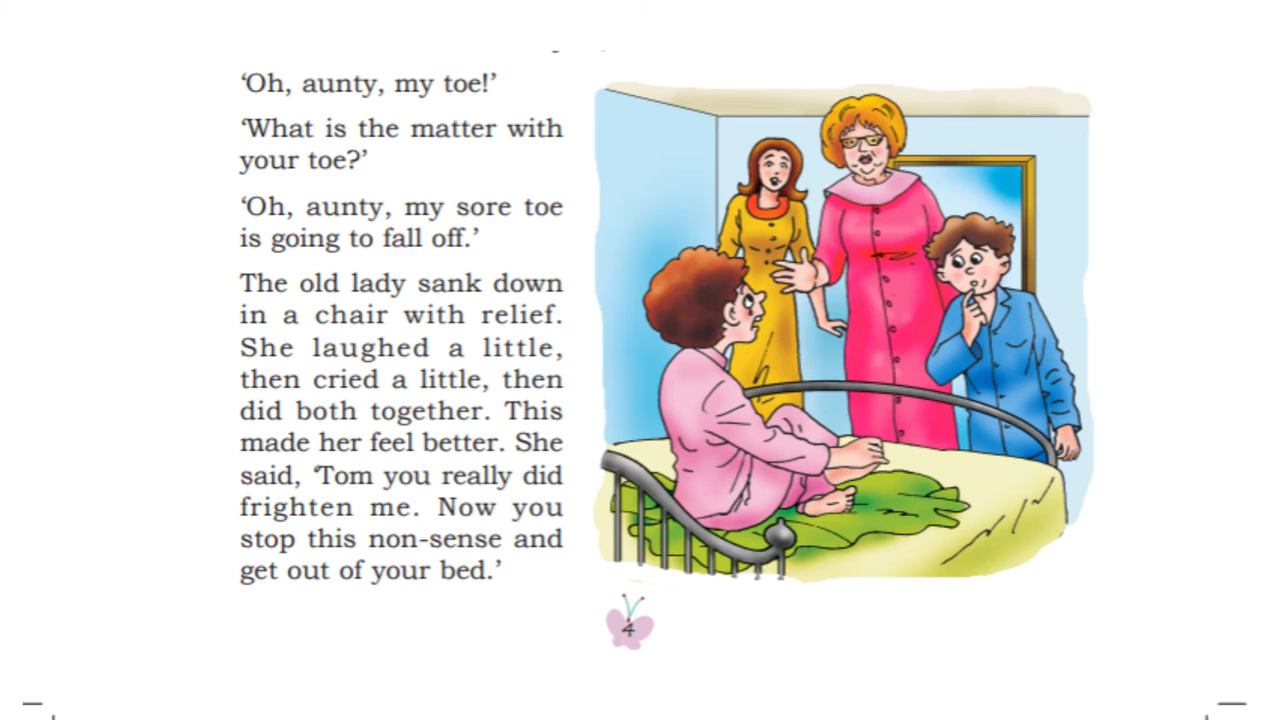 ‘Oh, aunty, my toe!’
‘What is the matter with
your toe?’
‘Oh, aunty, my sore toe
is going to fall off.’
The old lady sank down
in a chair with relief.
She laughed a little,
then cried a little, then
did both together. This
made her feel better. She
said, ‘Tom you really did
frighten me. Now you
stop this non-sense and
get out of your bed.’
4